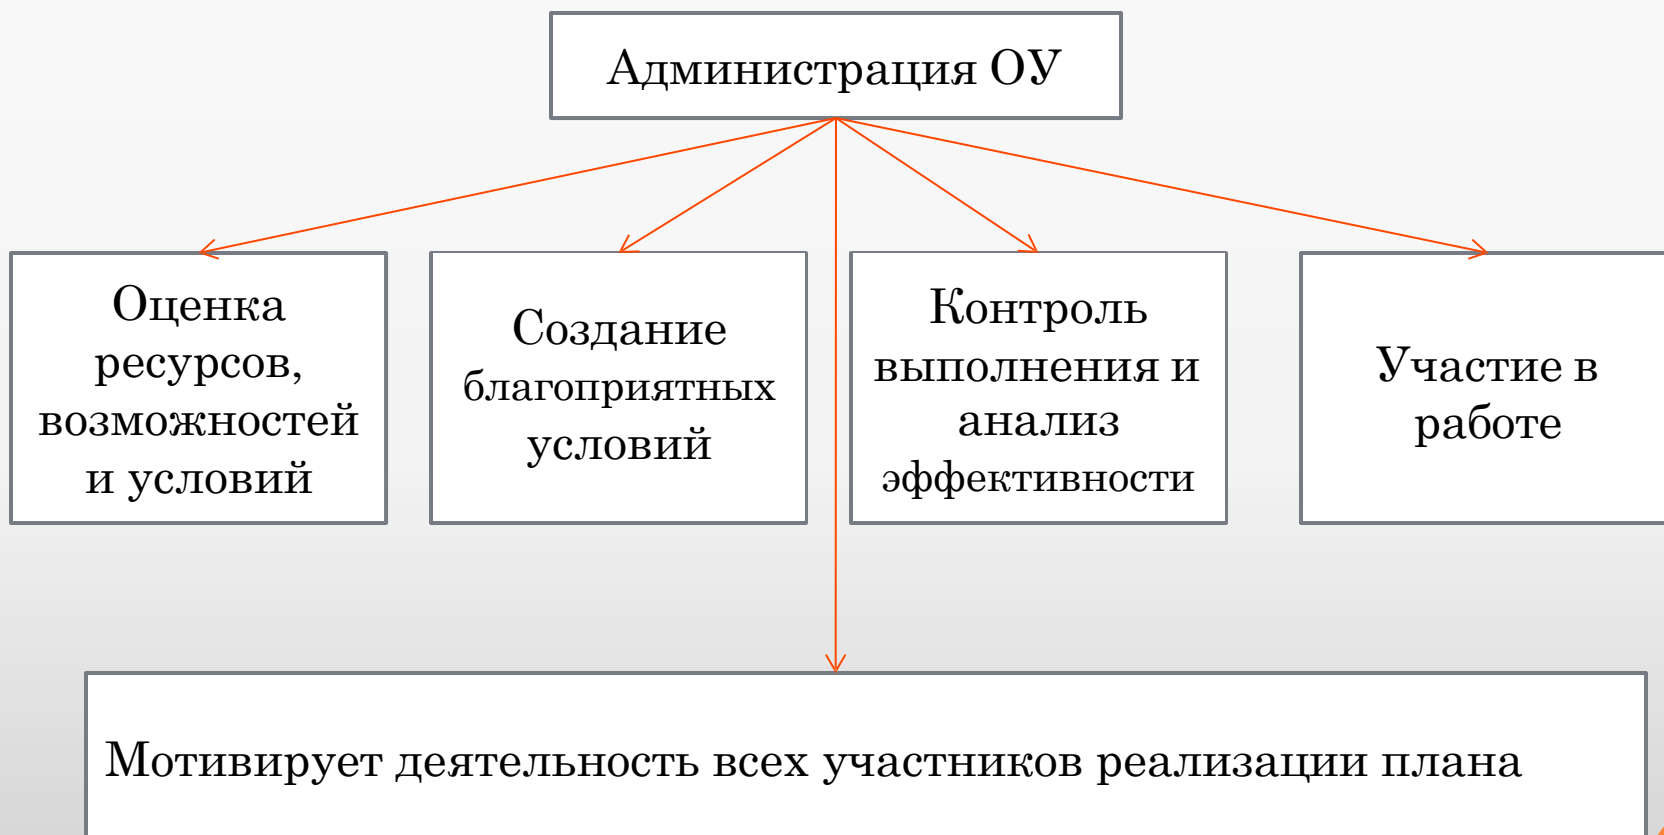 Администрация ОУ
Оценка
ресурсов,
возможностей
и условий
Создание
благоприятных
условий
Контроль
выполнения и
анализ
эффективности
Участие в
работе
Мотивирует деятельность всех участников реализации плана